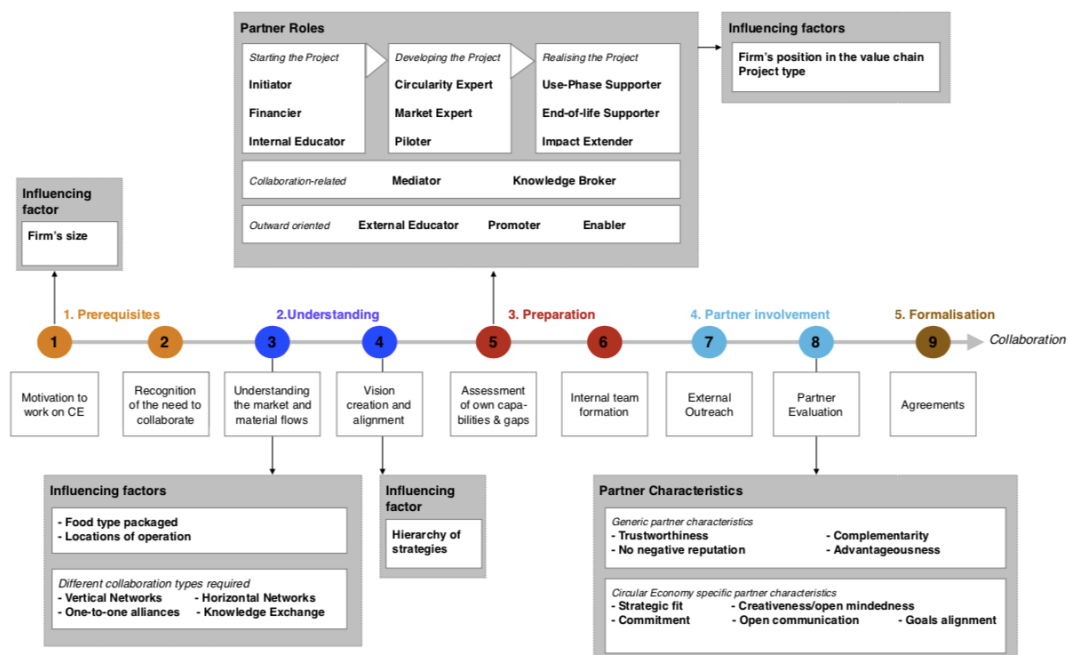 Partner Roles
Starting the Project
Initiator
Financier
Internal Educator
Developing the Project
Circularity Expert
Market Expert
Piloter
Realising the Project
Use-Phase Supporter
End-of-life Supporter
Impact Extender
Collaboration-related Mediator Knowledge Broker
Outward oriented External Educator Promoter Enabler
Influencing factors
Firm's position in the value chain
Project type
Influencing
factor
Firm's size
1. Prerequisites
2.Understanding
3. Preparation
4. Partner involvement
5. Formalisation
1 2 3 4 5 6 7 8 9
Collaboration
Motivation to
work on CE
Recognition
of the need to
collaborate
Understanding
the market and
material flows
Vision
creation and
alignment
Assessment
of own capa-
bilities & gaps
Internal team
formation
External
Outreach
Partner
Evaluation
Agreements
Influencing factors
- Food type packaged
- Locations of operation
Different collaboration types required
- Vertical Networks - Horizontal Networks
- One-to-one alliances - Knowledge Exchange
Influencing
factor
Hierarchy of
strategies
Partner Characteristics
Generic partner characteristics
- Trustworthiness - Complementarity
- No negative reputation - Advantageousness
Circular Economy specific partner characteristics
- Strategic fit - Creativeness/open mindedness
- Commitment - Open communication - Goals alignment